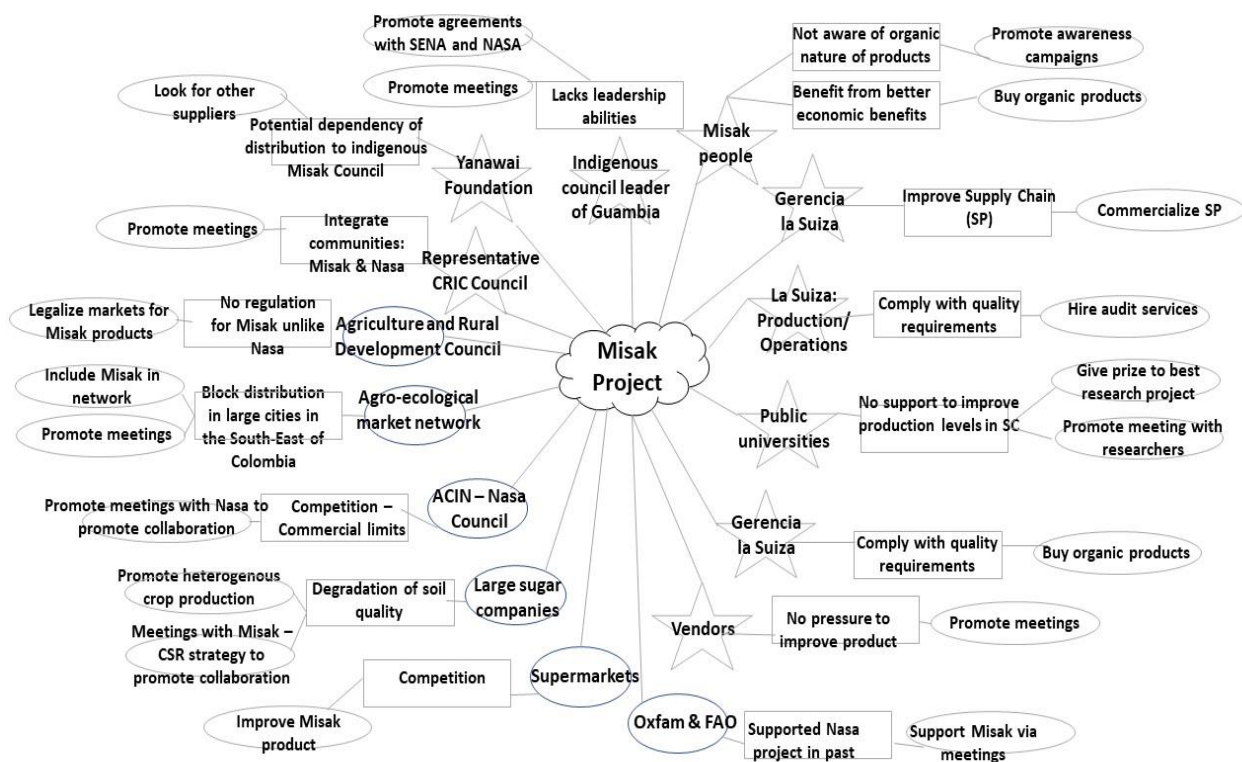 Promote agreements
with SENA and NASA
Promote meetings
Lacks leadership
abilities
Indigenous
council leader
of Guambia
Not aware of organic
nature of products
Promote awareness
campaigns
Benefit from better
economic benefits
Buy organic products
Misak
people
Look for other
suppliers
Potential dependency of
distribution to indigenous
Misak Council
Yanawai
Foundation
Gerencia
la Suiza
Improve Supply Chain
(SP)
Commercialize SP
Promote meetings
Integrate
communities:
Misak & Nasa
Representative
CRIC Council
La Suiza:
Production/
Operations
Comply with quality
requirements
Hire audit services
Legalize markets for
Misak products
No regulation
for Misak unlike
Nasa
Agriculture and Rural
Development Council
Misak
Project
Include Misak in
network
Promote meetings
Block distribution
in large cities in
the South-East of
Colombia
Agro-ecological
market network
Public
universities
No support to improve
production levels in SC
Give prize to best
research project
Promote meeting with
researchers
Promote meetings with Nasa to
promote collaboration
Competition –
Commercial limits
ACIN – Nasa
Council
Gerencia
la Suiza
Comply with quality
requirements
Buy organic products
Promote heterogenous
crop production
Meetings with Misak –
CSR strategy to
promote collaboration
Degradation of soil
quality
Large sugar
companies
Vendors
No pressure to
improve product
Promote meetings
Improve Misak
product
Competition
Supermarkets
Oxfam & FAO
Supported Nasa
project in past
Support Misak via
meetings